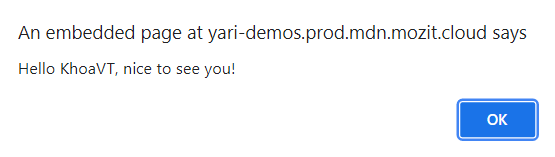 An embedded page at yari-demos.prod.mdn.mozit.cloud says
Hello KhoaVT, nice to see you!
OK